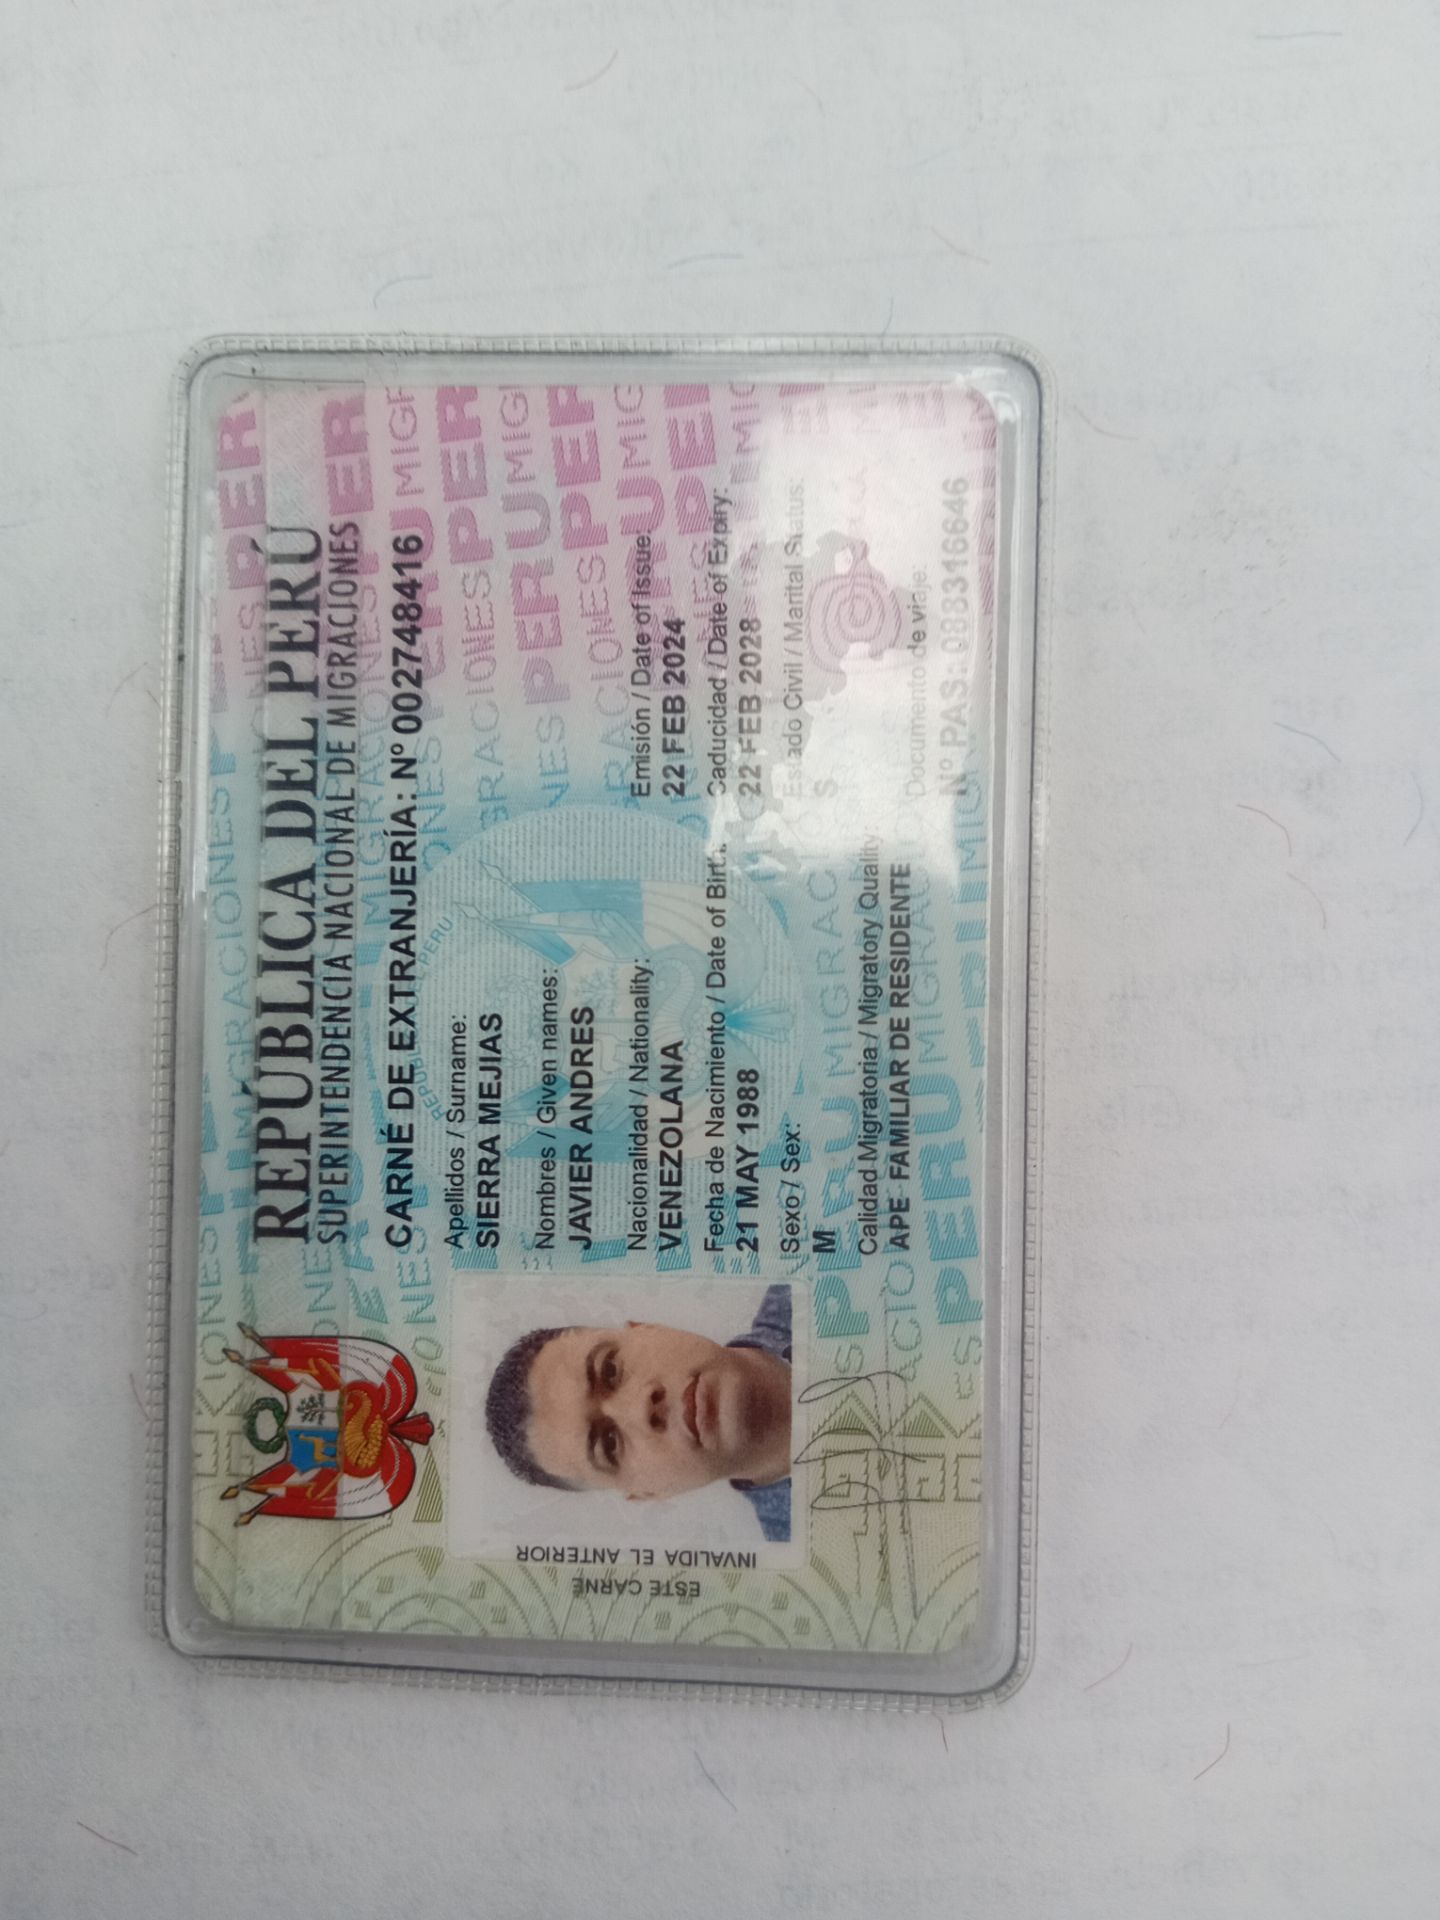 REPÚBLICA DEL PERÚ
SUPERINTENDENCIA NACIONAL DE MIGRACIONES
CARNÉ DE EXTRANJERÍA: Nº 002748416
Apellidos / Surname:
SIERRA MEJIAS
Nombres / Given names:
JAVIER ANDRES
Nacionalidad / Nationality:
VENEZOLANA
Emisión / Date of Issue:
22 FEB 2024
Fecha de Nacimiento / Date of Birth
21 MAY 1988
Caducidad / Date of Expiry:
22 FEB 2028
Sexo / Sex:
M
Estado Civil / Marital Status:
S
Calidad Migratoria / Migratory Quality:
APE FAMILIAR DE RESIDENTE
Documento de viaje:
Nº PAS: 088316646
ESTE CARNE
INVALIDA EL ANTERIOR